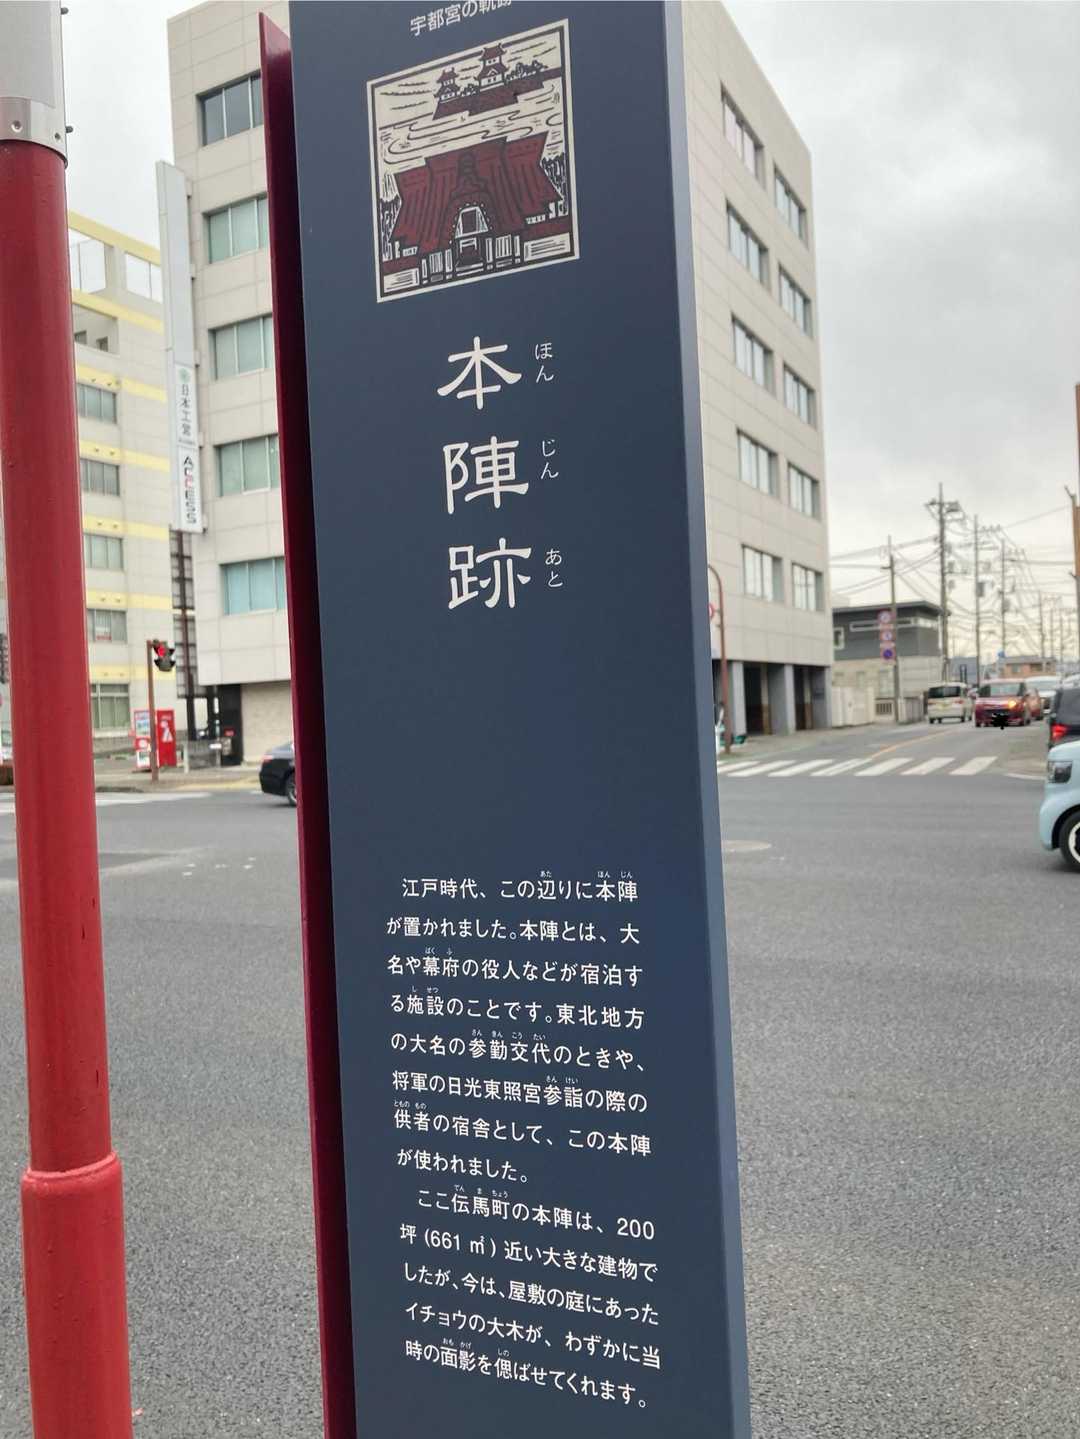 宇都宮の軌跡
本陣跡
ほんじんあと
江戸時代、この辺りに本陣
が置かれました。本陣とは、大
名や幕府の役人などが宿泊す
る施設のことです。東北地方
の大名の参勤交代のときや、
将軍の日光東照宮参詣の際の
供者の宿舎として、この本陣
が使われました。
ここ伝馬町の本陣は、200
坪(661㎡)近い大きな建物で
したが、今は、屋敷の庭にあった
イチョウの大木が、わずかに当
時の面影を偲ばせてくれます。
日本工営
ACCESS